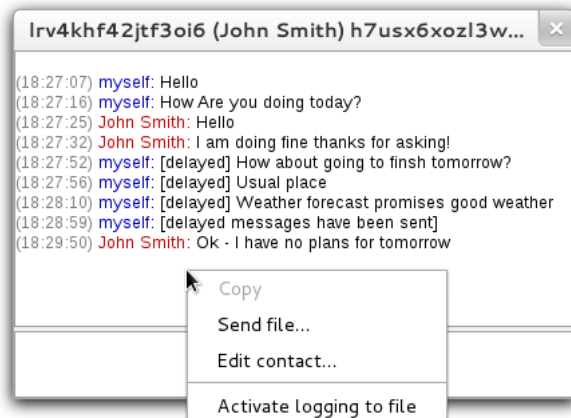 lrv4khf42jtf3oi6 (John Smith) h7usx6xozl3w...
(18:27:07) myself: Hello
(18:27:16) myself: How Are you doing today?
(18:27:25) John Smith: Hello
(18:27:32) John Smith: I am doing fine thanks for asking!
(18:27:52) myself: [delayed] How about going to finsh tomorrow?
(18:27:56) myself: [delayed] Usual place
(18:28:10) myself: [delayed] Weather forecast promises good weather
(18:28:59) myself: [delayed messages have been sent]
(18:29:50) John Smith: Ok - I have no plans for tomorrow
Copy
Send file...
Edit contact...
Activate logging to file